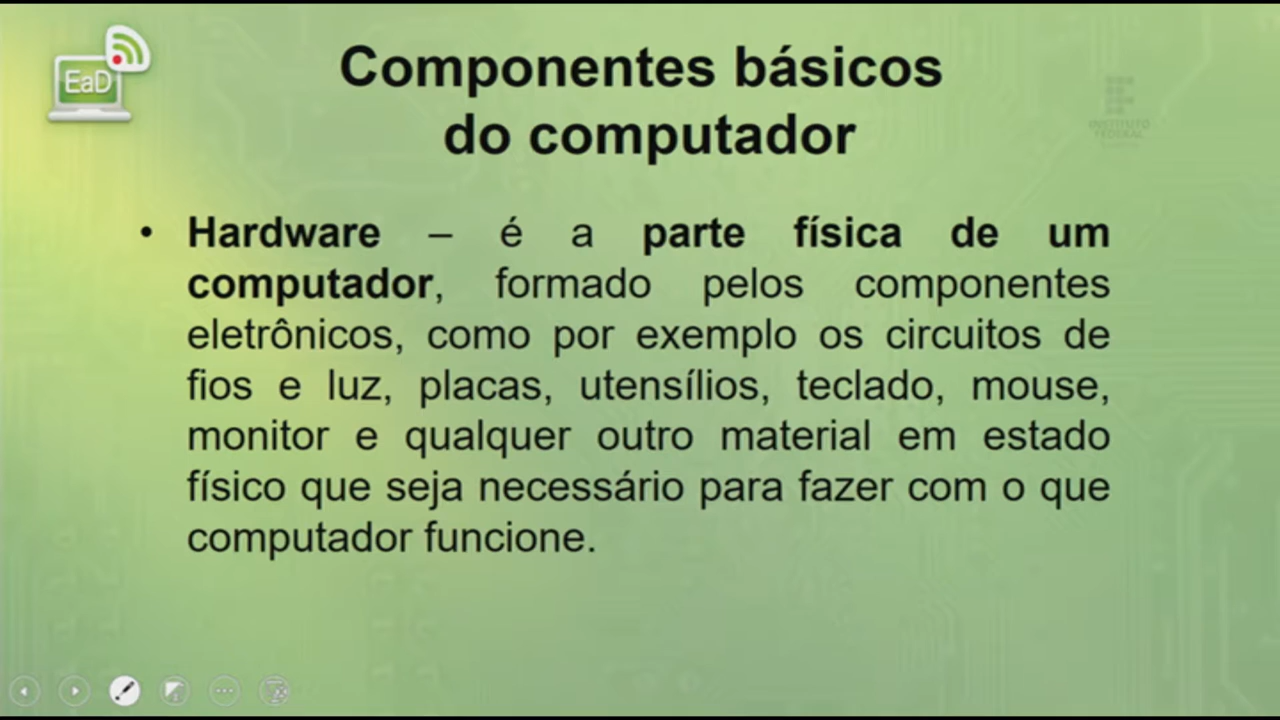 EaD
Componentes básicos
do computador
INSTITUTO
FEDERAL
• Hardware – é a parte física de um
computador, formado pelos componentes
eletrônicos, como por exemplo os circuitos de
fios e luz, placas, utensílios, teclado, mouse,
monitor e qualquer outro material em estado
físico que seja necessário para fazer com o que
computador funcione.